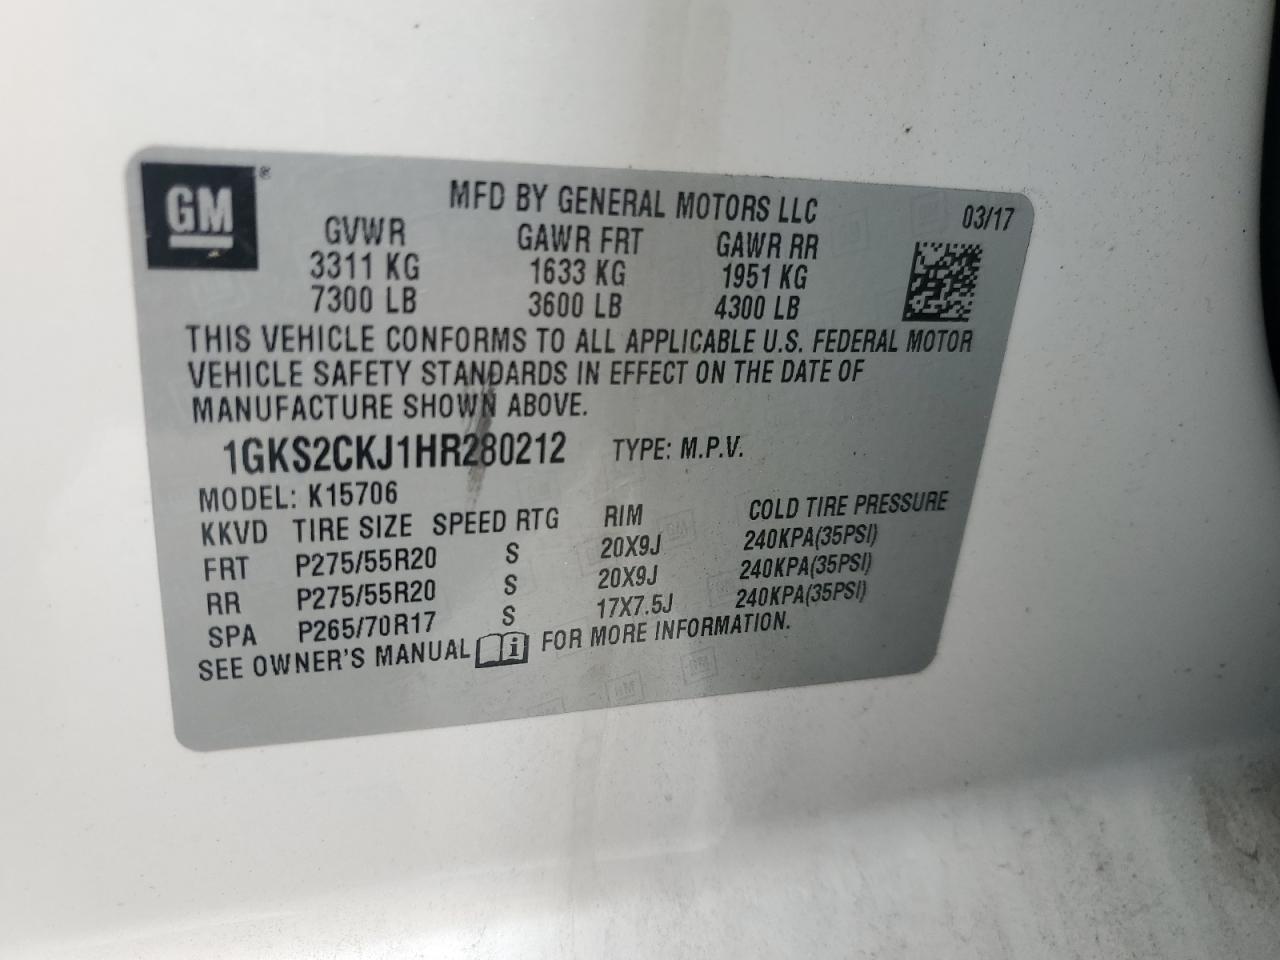 GM ®
MFD BY GENERAL MOTORS LLC
03/17
GVWR GAWR FRT GAWR RR
3311 KG 1633 KG 1951 KG
7300 LB 3600 LB 4300 LB
THIS VEHICLE CONFORMS TO ALL APPLICABLE U.S. FEDERAL MOTOR
VEHICLE SAFETY STANDARDS IN EFFECT ON THE DATE OF
MANUFACTURE SHOWN ABOVE.
1GKS2CKJ1HR280212 TYPE: M.P.V.
MODEL: K15706
KKVD TIRE SIZE SPEED RTG RIM COLD TIRE PRESSURE
FRT P275/55R20 S 20X9J 240KPA(35PSI)
RR P275/55R20 S 20X9J 240KPA(35PSI)
SPA P265/70R17 S 17X7.5J 240KPA(35PSI)
SEE OWNER'S MANUAL i FOR MORE INFORMATION.
GM
GM
GM